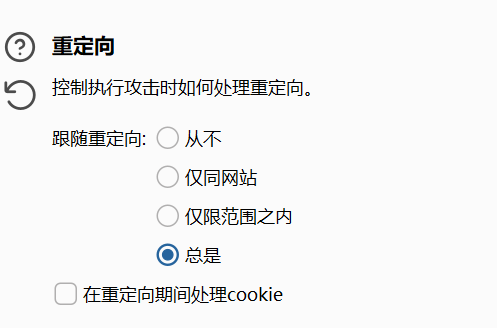 重定向
控制执行攻击时如何处理重定向。
跟随重定向: 从不
仅同网站
仅限范围之内
总是
在重定向期间处理cookie